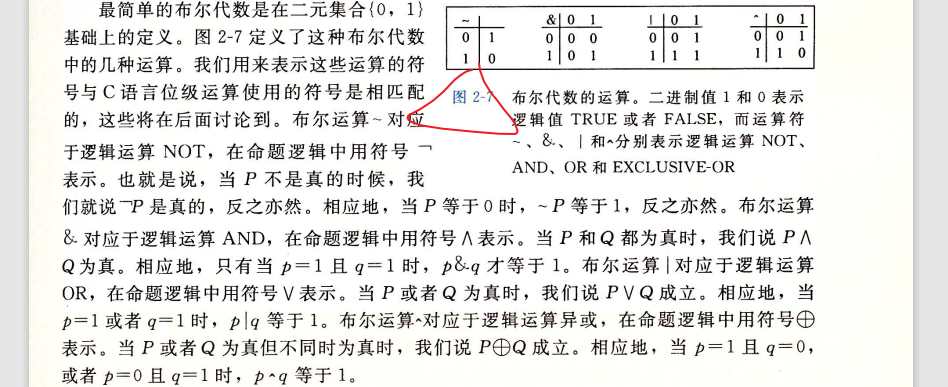 最简单的布尔代数是在二元集合{0, 1}
基础上的定义。图 2-7 定义了这种布尔代数
中的几种运算。我们用来表示这些运算的符
号与 C 语言位级运算使用的符号是相匹配
的，这些将在后面讨论到。布尔运算~对应
于逻辑运算 NOT，在命题逻辑中用符号 ¬
表示。也就是说，当 P 不是真的时候，我
们就说¬P 是真的，反之亦然。相应地，当 P 等于 0 时，~P 等于 1，反之亦然。布尔运算
& 对应于逻辑运算 AND，在命题逻辑中用符号∧表示。当 P 和 Q 都为真时，我们说 P∧
Q 为真。相应地，只有当 p=1 且 q=1 时，p&q 才等于 1。布尔运算|对应于逻辑运算
OR，在命题逻辑中用符号∨表示。当 P 或者 Q 为真时，我们说 P∨Q 成立。相应地，当
p=1 或者 q=1 时，p|q 等于 1。布尔运算^对应于逻辑运算异或，在命题逻辑中用符号⊕
表示。当 P 或者 Q 为真但不同时为真时，我们说 P⊕Q 成立。相应地，当 p=1 且 q=0，
或者 p=0 且 q=1 时，p^q 等于 1。
~ & 0 1 | 0 1 ^ 0 1
0 1 0 0 0 0 0 1 0 0 1
1 0 1 0 1 1 1 1 1 1 0
图 2-7 布尔代数的运算。二进制值 1 和 0 表示
逻辑值 TRUE 或者 FALSE，而运算符
~、&、| 和^分别表示逻辑运算 NOT、
AND、OR 和 EXCLUSIVE-OR